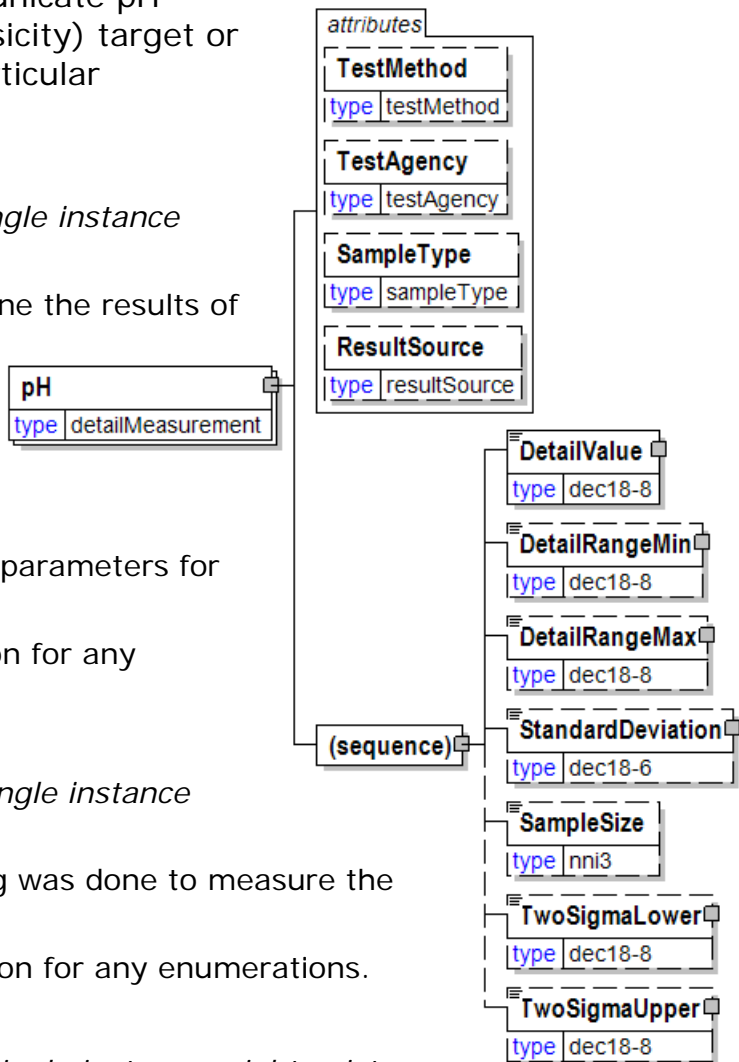 unicate pH
sicity) target or
ticular
ngle instance
ne the results of
parameters for
on for any
ngle instance
g was done to measure the
on for any enumerations.
attributes
TestMethod
type testMethod
TestAgency
type testAgency
SampleType
type sampleType
ResultSource
type resultSource
pH
type detailMeasurement
(sequence)
DetailValue
type dec18-8
DetailRangeMin
type dec18-8
DetailRangeMax
type dec18-8
StandardDeviation
type dec18-6
SampleSize
type nni3
TwoSigmaLower
type dec18-8
TwoSigmaUpper
type dec18-8